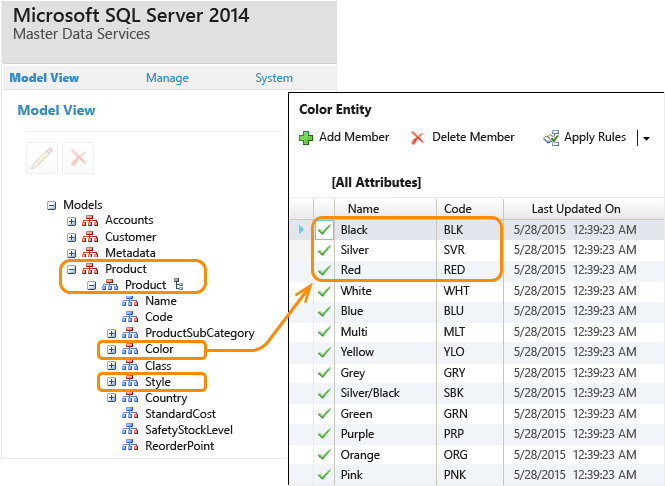 Microsoft SQL Server 2014
Master Data Services
Model View Manage System
Model View
Models
Accounts
Customer
Metadata
Product
Product
Name
Code
ProductSubCategory
Color
Class
Style
Country
StandardCost
SafetyStockLevel
ReorderPoint
Color Entity
Add Member Delete Member Apply Rules
[All Attributes]
Name Code Last Updated On
Black BLK 5/28/2015 12:39:23 AM
Silver SVR 5/28/2015 12:39:23 AM
Red RED 5/28/2015 12:39:23 AM
White WHT 5/28/2015 12:39:23 AM
Blue BLU 5/28/2015 12:39:23 AM
Multi MLT 5/28/2015 12:39:23 AM
Yellow YLO 5/28/2015 12:39:23 AM
Grey GRY 5/28/2015 12:39:23 AM
Silver/Black SBK 5/28/2015 12:39:23 AM
Green GRN 5/28/2015 12:39:23 AM
Purple PRP 5/28/2015 12:39:23 AM
Orange ORG 5/28/2015 12:39:23 AM
Pink PNK 5/28/2015 12:39:23 AM